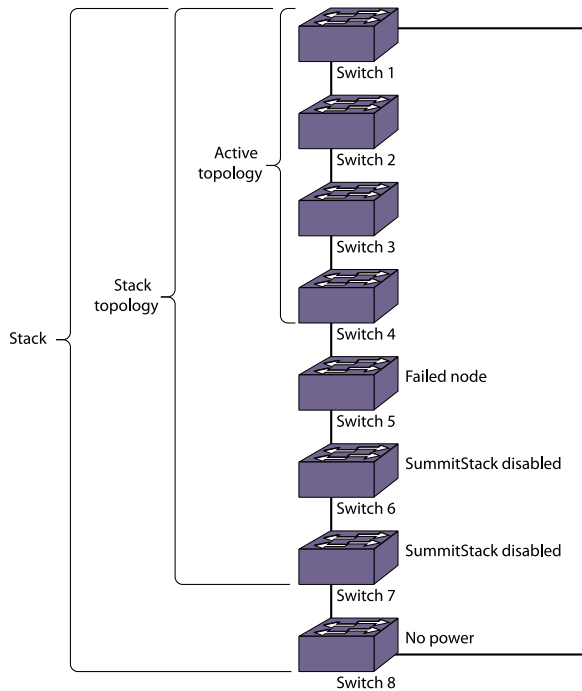 Switch 1
Switch 2
Active
topology
Switch 3
Stack
topology
Switch 4
Stack
Failed node
Switch 5
SummitStack disabled
Switch 6
SummitStack disabled
Switch 7
No power
Switch 8